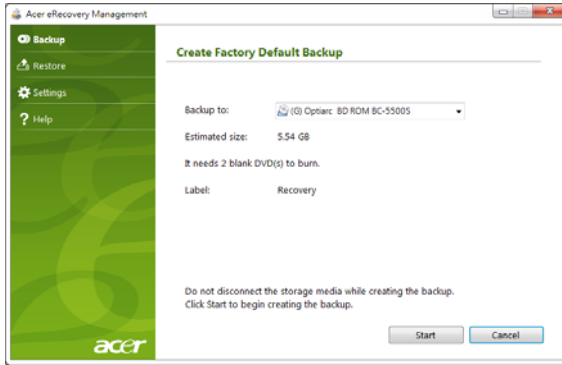 Acer eRecovery Management
Backup
Restore
Settings
Help
Create Factory Default Backup
Backup to: (G) Optiarc BD ROM BC-5500S
Estimated size: 5.54 GB
It needs 2 blank DVD(s) to burn.
Label: Recovery
Do not disconnect the storage media while creating the backup.
Click Start to begin creating the backup.
Start Cancel
acer